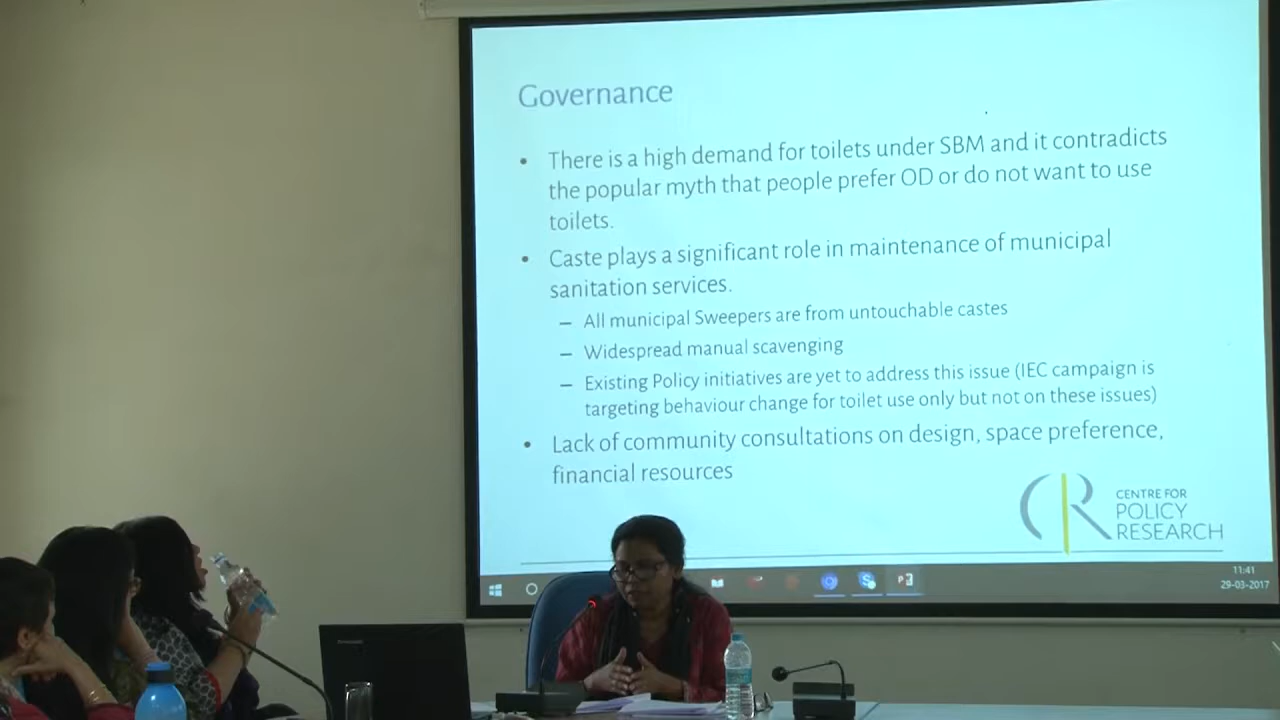 Governance
• There is a high demand for toilets under SBM and it contradicts
the popular myth that people prefer OD or do not want to use
toilets.
• Caste plays a significant role in maintenance of municipal
sanitation services.
– All municipal Sweepers are from untouchable castes
– Widespread manual scavenging
– Existing Policy initiatives are yet to address this issue (IEC campaign is
targeting behaviour change for toilet use only but not on these issues)
• Lack of community consultations on design, space preference,
financial resources
CENTRE FOR
POLICY
RESEARCH
11:41
29-03-2017